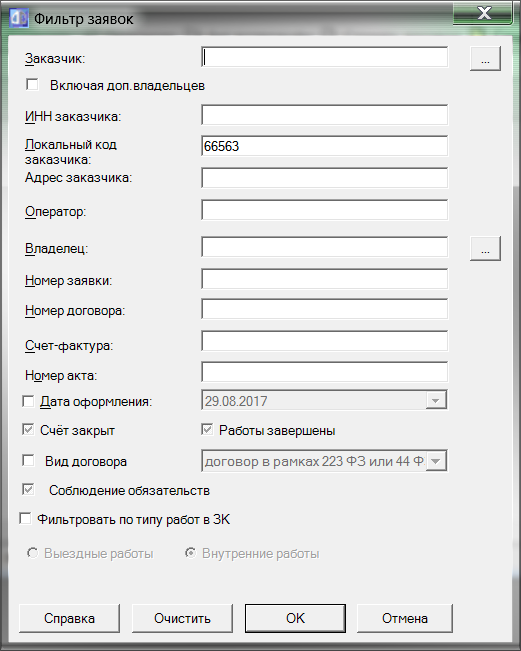 Фильтр заявок
Заказчик:
...
Включая доп.владельцев
ИНН заказчика:
Локальный код
заказчика:
66563
Адрес заказчика:
Оператор:
Владелец:
...
Номер заявки:
Номер договора:
Счет-фактура:
Номер акта:
Дата оформления:
29.08.2017
Счёт закрыт
Работы завершены
Вид договора
договор в рамках 223 ФЗ или 44 Ф
Соблюдение обязательств
Фильтровать по типу работ в ЗК
Выездные работы
Внутренние работы
Справка
Очистить
OK
Отмена